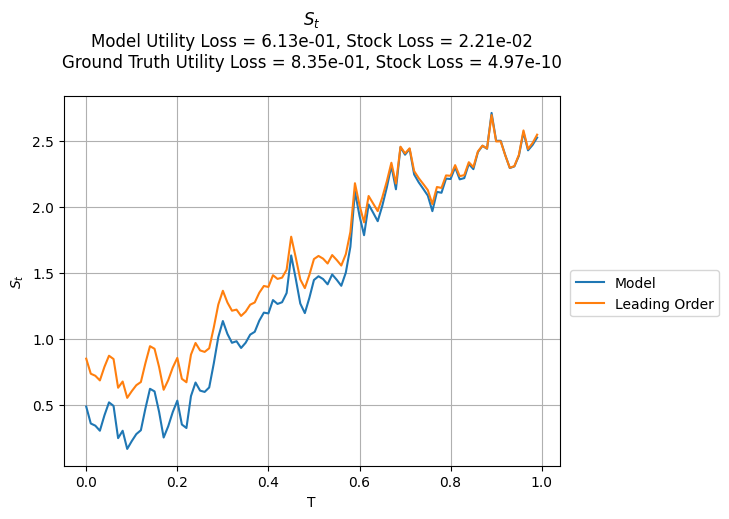 S_t
Model Utility Loss = 6.13e-01, Stock Loss = 2.21e-02
Ground Truth Utility Loss = 8.35e-01, Stock Loss = 4.97e-10
2.5
2.0
1.5
1.0
0.5
S_t
0.0 0.2 0.4 0.6 0.8 1.0
T
Model
Leading Order